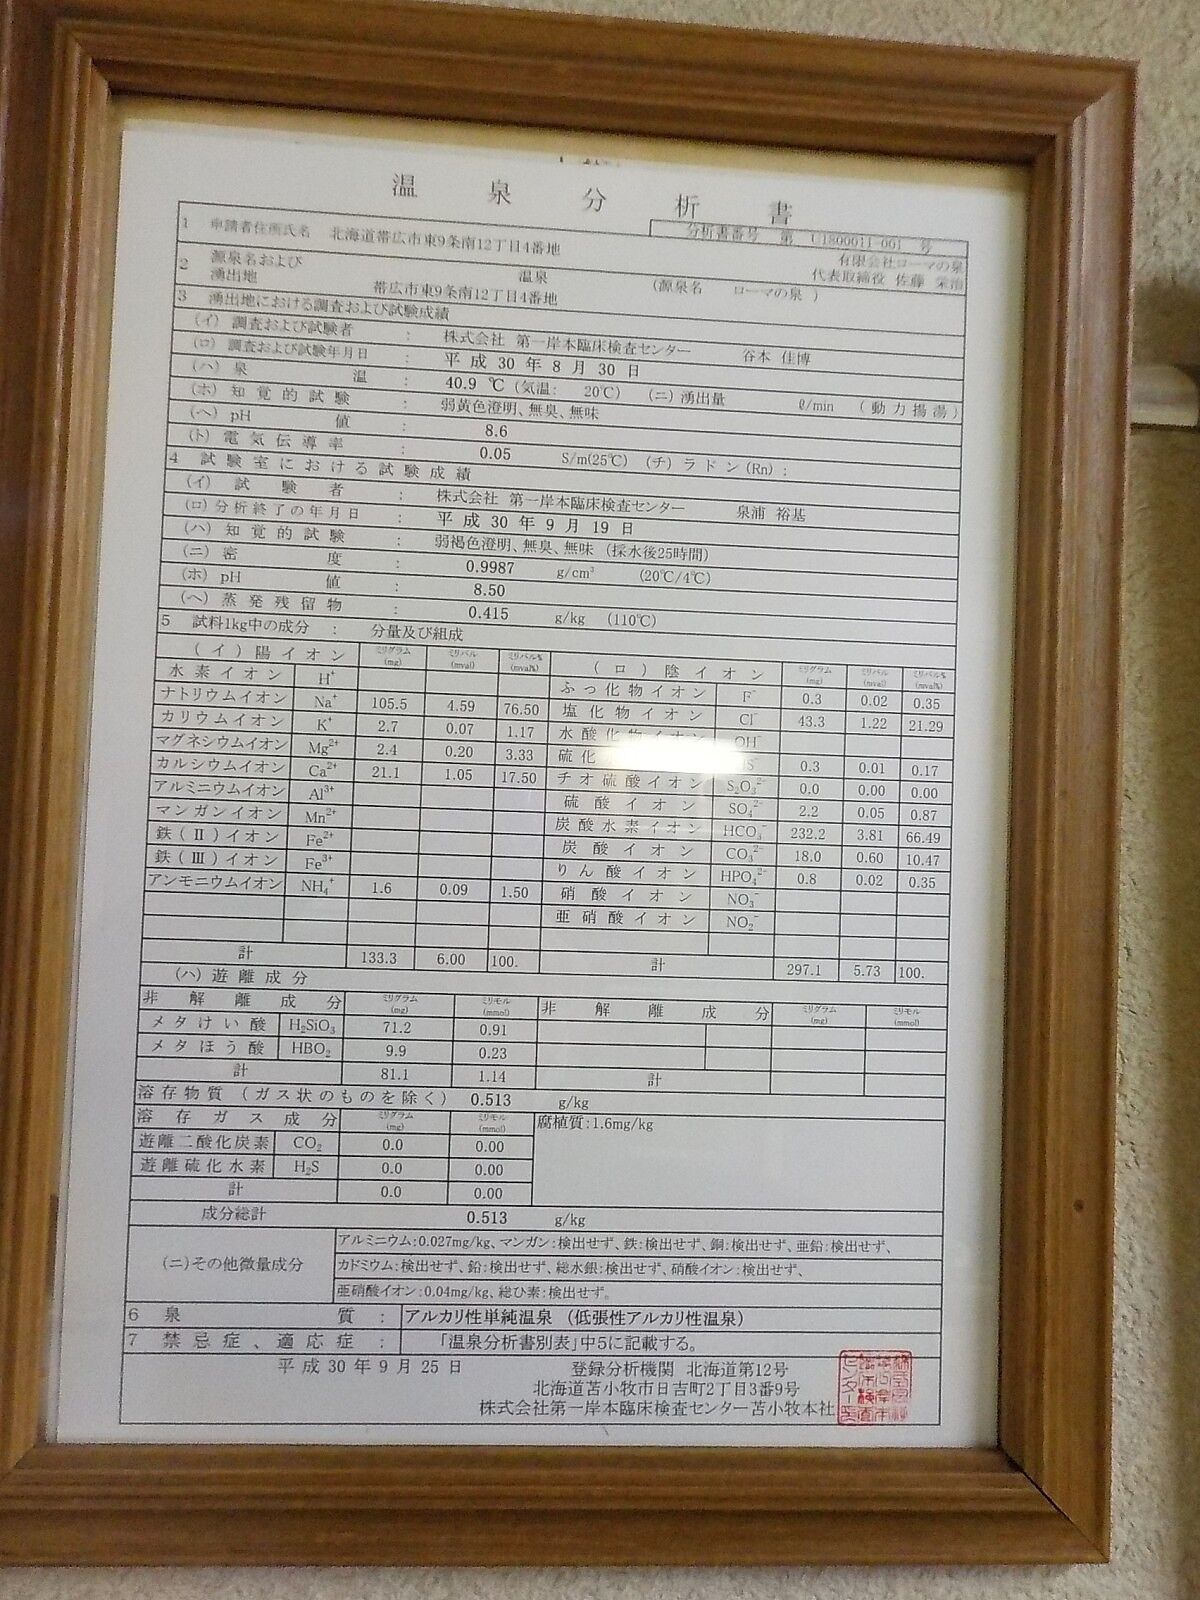 温泉分析書
分析書番号 第 C1800011-001 号
1 申請者住所氏名 北海道帯広市東9条南12丁目4番地
有限会社ローマの泉
代表取締役 佐藤 栄治
2 源泉名および湧出地 温泉 (源泉名 ローマの泉 )
帯広市東9条南12丁目4番地
3 湧出地における調査および試験成績
(イ) 調査および試験者 : 株式会社 第一岸本臨床検査センター 谷本 佳博
(ロ) 調査および試験年月日 : 平成 30 年 8 月 30 日
(ハ) 泉温 : 40.9 ℃ (気温: 20℃) (ニ) 湧出量 ℓ/min (動力揚湯)
(ホ) 知覚的試験 : 弱黄色澄明、無臭、無味
(ヘ) pH値 : 8.6
(ト) 電気伝導率 : 0.05 S/m(25℃) (チ) ラドン(Rn) :
4 試験室における試験成績
(イ) 試験者 : 株式会社 第一岸本臨床検査センター 泉浦 裕基
(ロ) 分析終了の年月日 : 平成 30 年 9 月 19 日
(ハ) 知覚的試験 : 弱褐色澄明、無臭、無味 (採水後25時間)
(ニ) 密度 : 0.9987 g/cm³ (20℃/4℃)
(ホ) pH値 : 8.50
(ヘ) 蒸発残留物 : 0.415 g/kg (110℃)
5 試料1kg中の成分 : 分量及び組成
(イ) 陽イオン ミリグラム(mg) ミリバル(mval) ミリバル%(mval%) (ロ) 陰イオン ミリグラム(mg) ミリバル(mval) ミリバル%(mval%)
水素イオン H⁺ ふっ化物イオン F⁻ 0.3 0.02 0.35
ナトリウムイオン Na⁺ 105.5 4.59 76.50 塩化物イオン Cl⁻ 43.3 1.22 21.29
カリウムイオン K⁺ 2.7 0.07 1.17 水酸化物イオン OH⁻
マグネシウムイオン Mg²⁺ 2.4 0.20 3.33 硫化 S⁻ 0.3 0.01 0.17
カルシウムイオン Ca²⁺ 21.1 1.05 17.50 チオ硫酸イオン S₂O₃²⁻ 0.0 0.00 0.00
アルミニウムイオン Al³⁺ 硫酸イオン SO₄²⁻ 2.2 0.05 0.87
マンガンイオン Mn²⁺ 炭酸水素イオン HCO₃⁻ 232.2 3.81 66.49
鉄(Ⅱ)イオン Fe²⁺ 炭酸イオン CO₃²⁻ 18.0 0.60 10.47
鉄(Ⅲ)イオン Fe³⁺ りん酸イオン HPO₄²⁻ 0.8 0.02 0.35
アンモニウムイオン NH₄⁺ 1.6 0.09 1.50 硝酸イオン NO₃⁻
亜硝酸イオン NO₂⁻
計 133.3 6.00 100. 計 297.1 5.73 100.
(ハ) 遊離成分
非解離成分 ミリグラム(mg) ミリモル(mmol) 非解離成分 ミリグラム(mg) ミリモル(mmol)
メタけい酸 H₂SiO₃ 71.2 0.91
メタほう酸 HBO₂ 9.9 0.23
計 81.1 1.14 計
溶存物質 (ガス状のものを除く) 0.513 g/kg
溶存ガス成分 ミリグラム(mg) ミリモル(mmol) 腐植質:1.6mg/kg
遊離二酸化炭素 CO₂ 0.0 0.00
遊離硫化水素 H₂S 0.0 0.00
計 0.0 0.00
成分総計 0.513 g/kg
(ニ)その他微量成分
アルミニウム:0.027mg/kg、マンガン:検出せず、鉄:検出せず、銅:検出せず、亜鉛:検出せず、
カドミウム:検出せず、鉛:検出せず、総水銀:検出せず、硝酸イオン:検出せず、
亜硝酸イオン:0.04mg/kg、総ひ素:検出せず。
6 泉質 : アルカリ性単純温泉 (低張性アルカリ性温泉)
7 禁忌症、適応症 : 「温泉分析書別表」中5に記載する。
平成 30 年 9 月 25 日 登録分析機関 北海道第12号
北海道苫小牧市日吉町2丁目3番9号
株式会社第一岸本臨床検査センター苫小牧本社